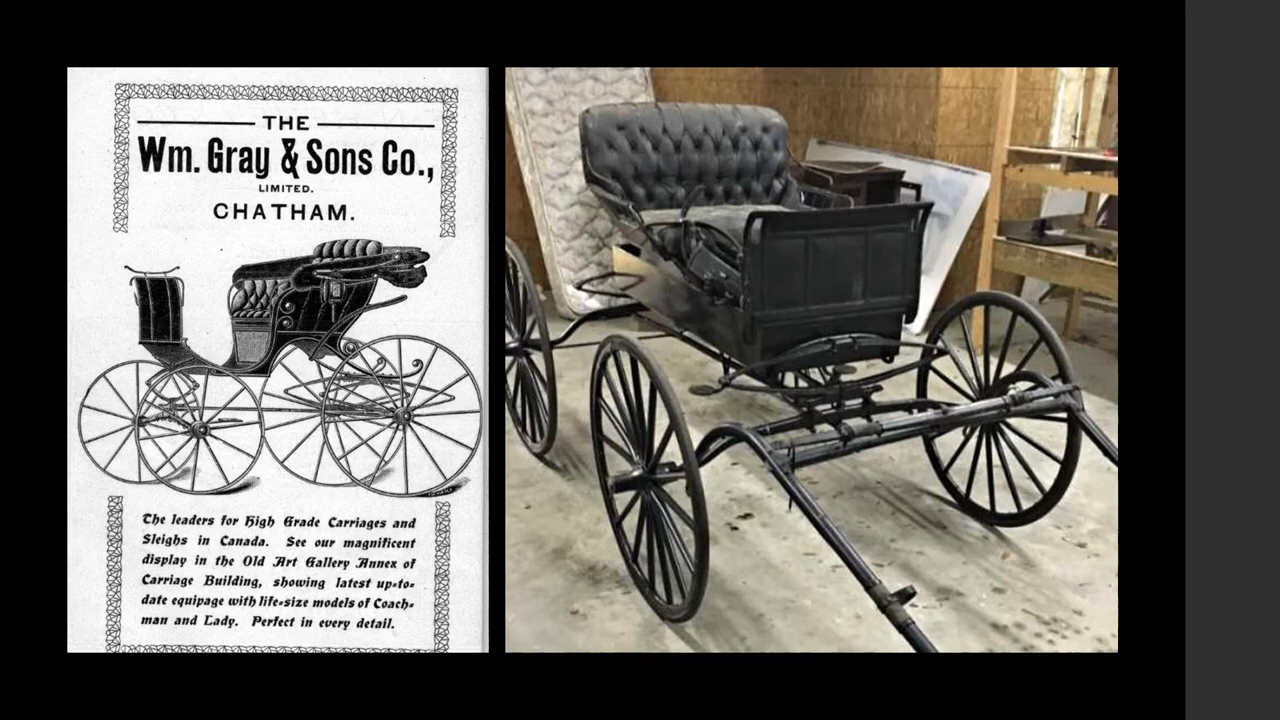 THE
Wm. Gray & Sons Co.,
LIMITED.
CHATHAM.
The leaders for High Grade Carriages and
Sleighs in Canada. See our magnificent
display in the Old Art Gallery Annex of
Carriage Building, showing latest up-to-
date equipage with life-size models of Coach-
man and Lady. Perfect in every detail.